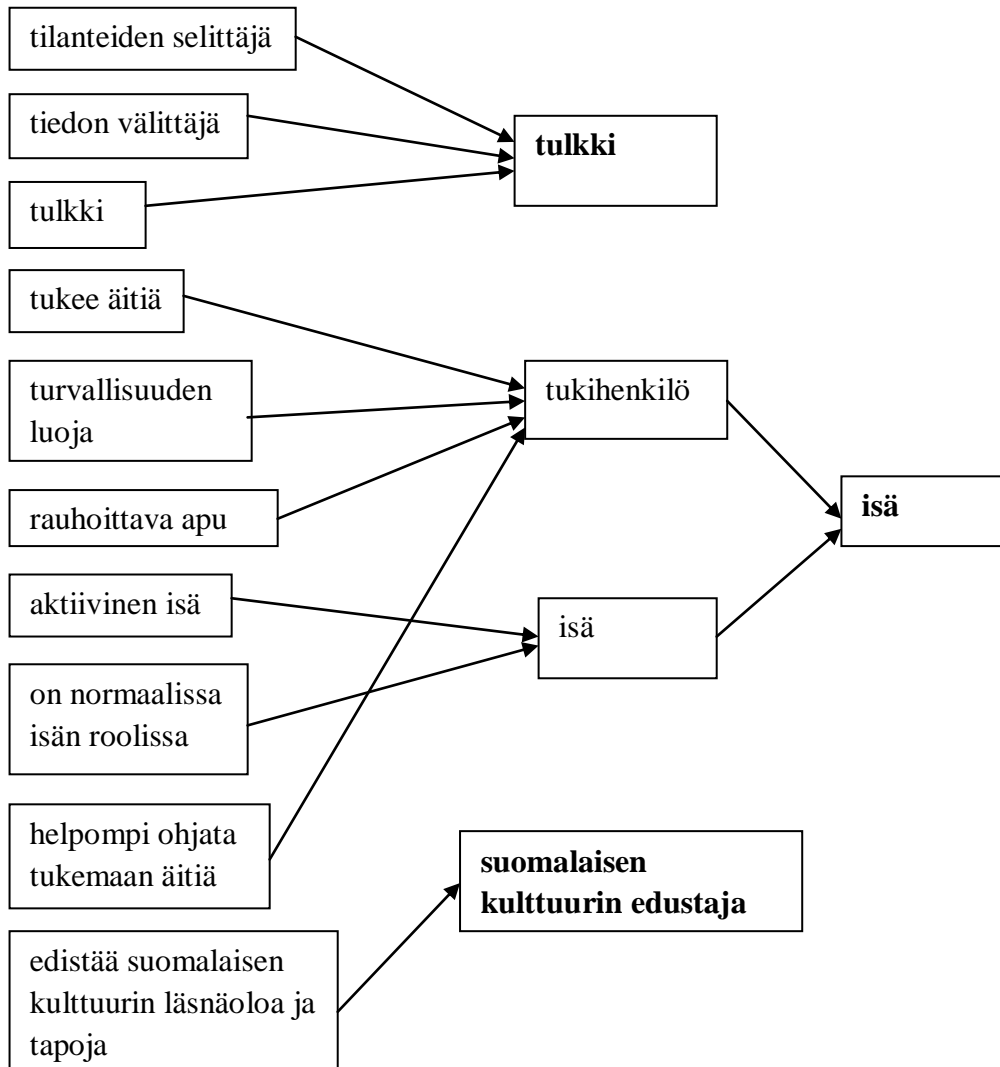 tilanteiden selittäjä
tiedon välittäjä
tulkki
tulkki
tukee äitiä
turvallisuuden
luoja
tukihenkilö
rauhoittava apu
isä
aktiivinen isä
isä
on normaalissa
isän roolissa
helpompi ohjata
tukemaan äitiä
suomalaisen
kulttuurin edustaja
edistää suomalaisen
kulttuurin läsnäoloa ja
tapoja